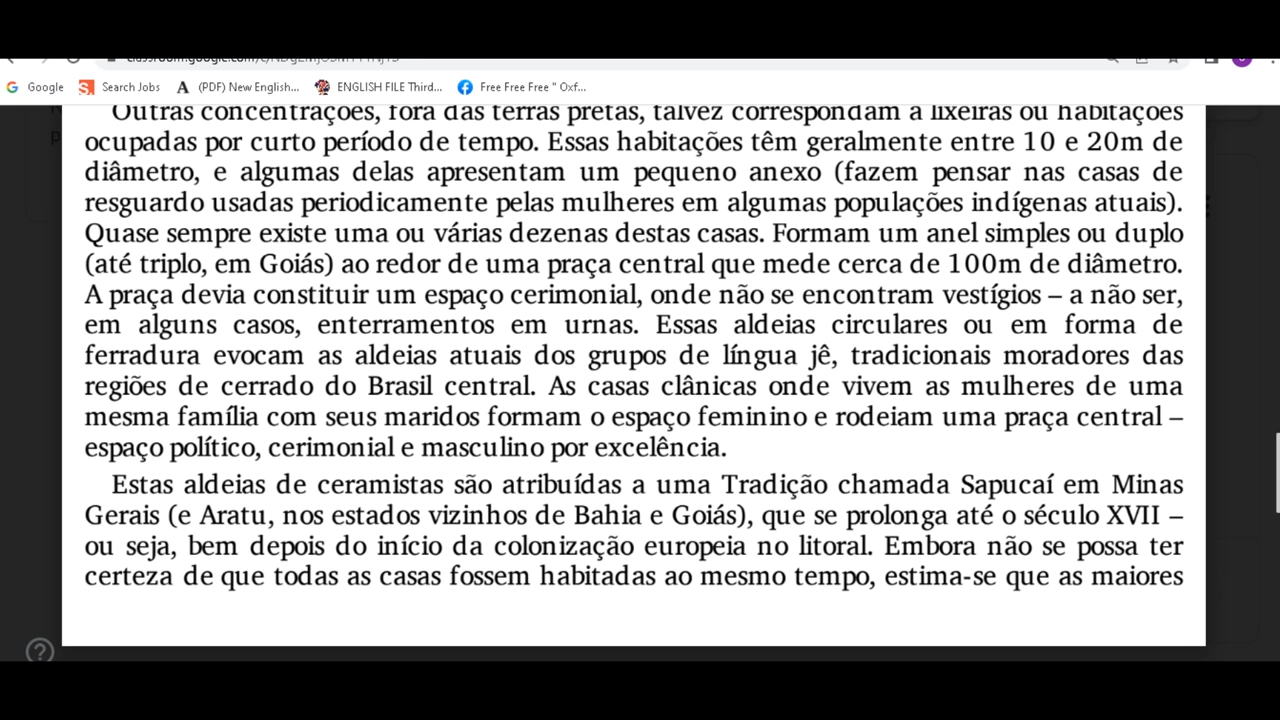 Google
Search Jobs
(PDF) New English...
ENGLISH FILE Third...
Free Free Free " Oxf...
Outras concentrações, fora das terras pretas, talvez correspondam a lixeiras ou habitações
ocupadas por curto período de tempo. Essas habitações têm geralmente entre 10 e 20m de
diâmetro, e algumas delas apresentam um pequeno anexo (fazem pensar nas casas de
resguardo usadas periodicamente pelas mulheres em algumas populações indígenas atuais).
Quase sempre existe uma ou várias dezenas destas casas. Formam um anel simples ou duplo
(até triplo, em Goiás) ao redor de uma praça central que mede cerca de 100m de diâmetro.
A praça devia constituir um espaço cerimonial, onde não se encontram vestígios – a não ser,
em alguns casos, enterramentos em urnas. Essas aldeias circulares ou em forma de
ferradura evocam as aldeias atuais dos grupos de língua jê, tradicionais moradores das
regiões de cerrado do Brasil central. As casas clânicas onde vivem as mulheres de uma
mesma família com seus maridos formam o espaço feminino e rodeiam uma praça central –
espaço político, cerimonial e masculino por excelência.
Estas aldeias de ceramistas são atribuídas a uma Tradição chamada Sapucaí em Minas
Gerais (e Aratu, nos estados vizinhos de Bahia e Goiás), que se prolonga até o século XVII –
ou seja, bem depois do início da colonização europeia no litoral. Embora não se possa ter
certeza de que todas as casas fossem habitadas ao mesmo tempo, estima-se que as maiores